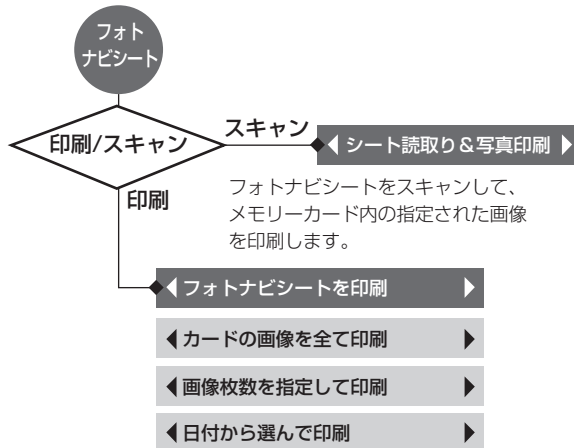 フォト
ナビシート
印刷/スキャン
スキャン
シート読取り＆写真印刷
フォトナビシートをスキャンして、
メモリーカード内の指定された画像
を印刷します。
印刷
フォトナビシートを印刷
カードの画像を全て印刷
画像枚数を指定して印刷
日付から選んで印刷